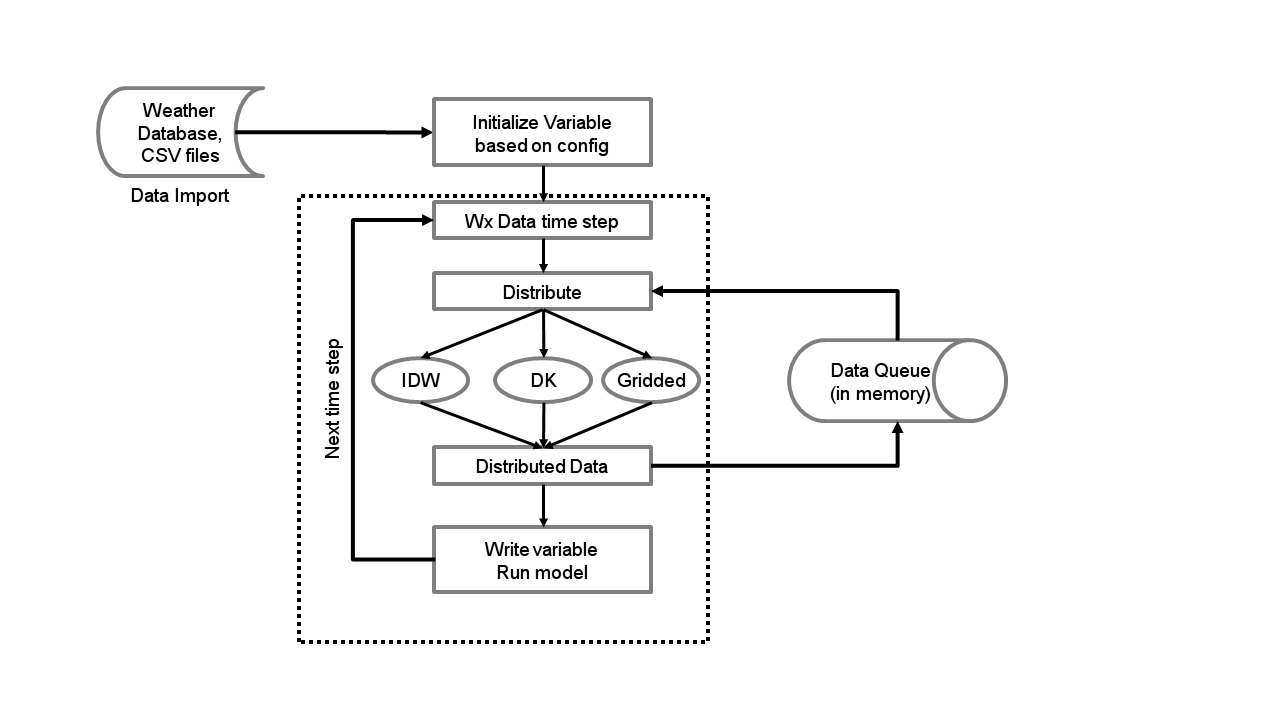 Weather
Database,
CSV files
Data Import
Initialize Variable
based on config
Wx Data time step
Distribute
IDW
DK
Gridded
Distributed Data
Write variable
Run model
Next time step
Data Queue
(in memory)